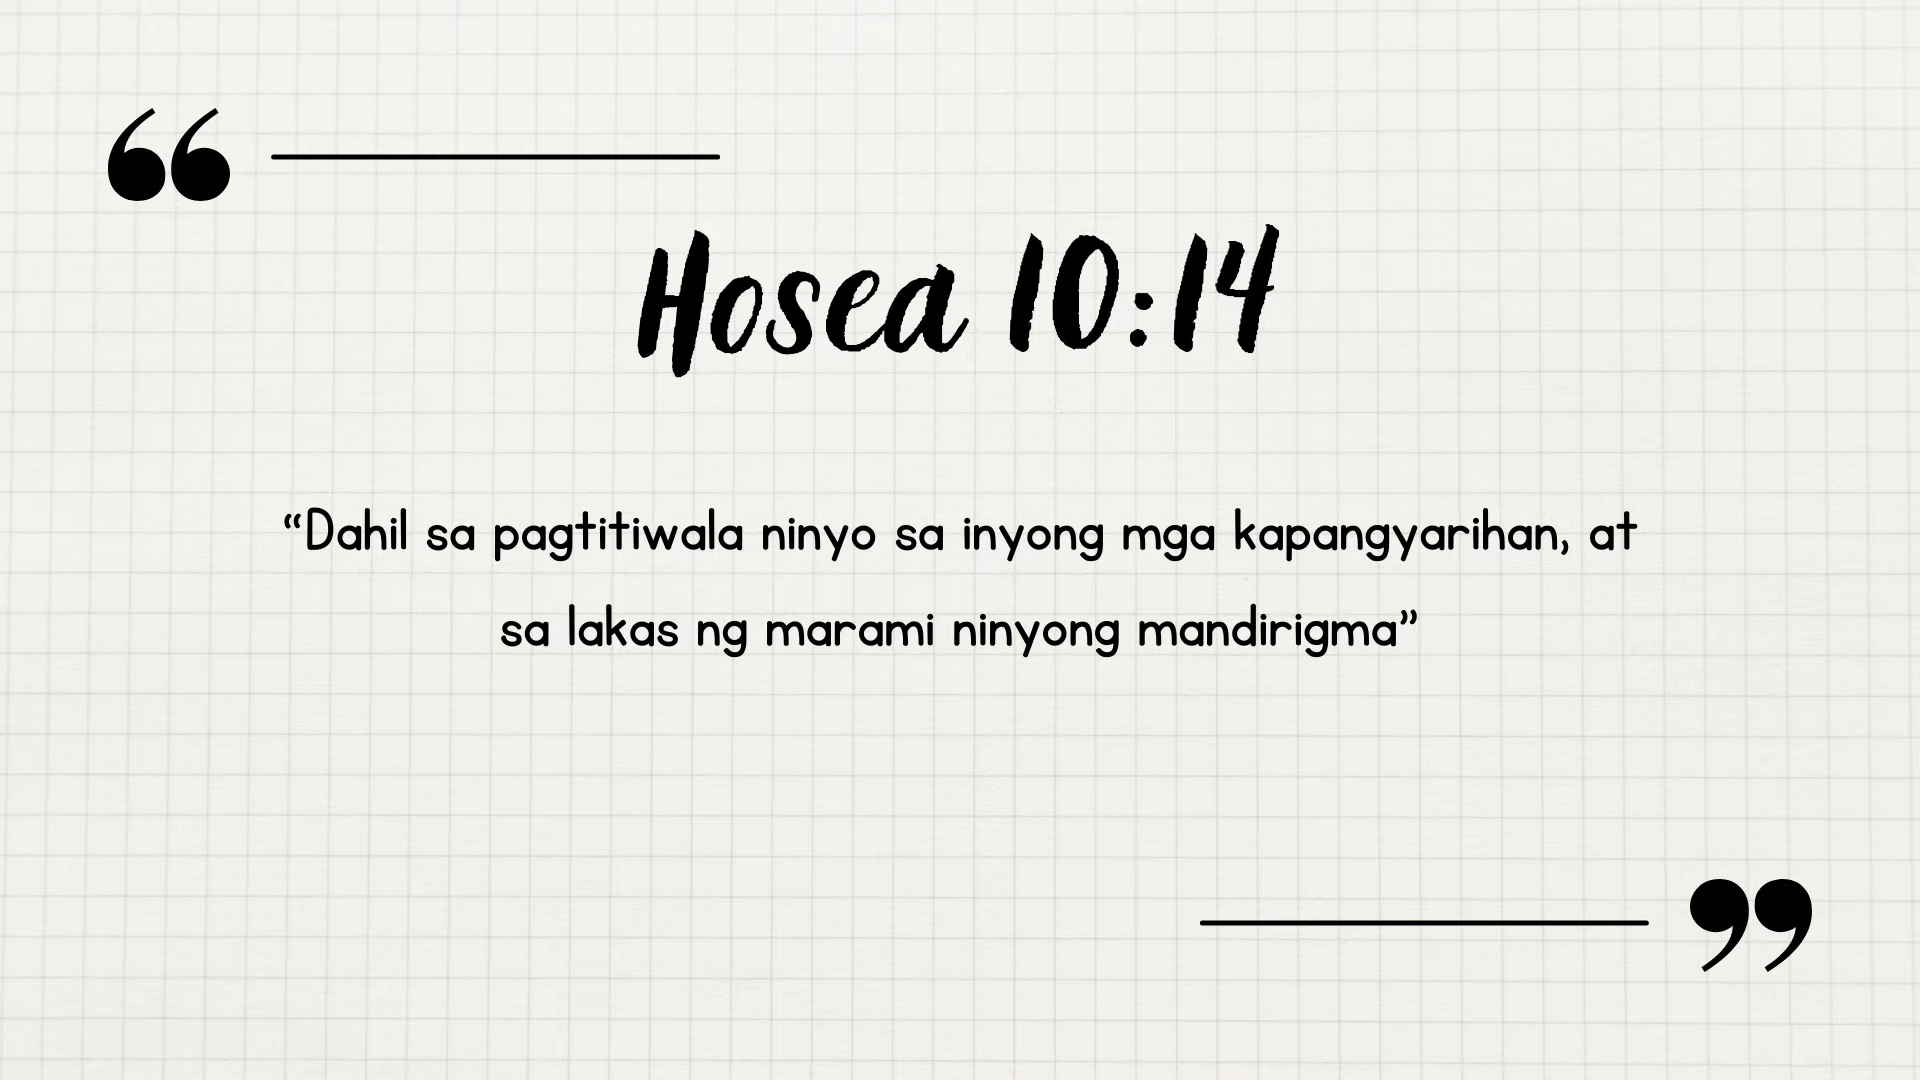 “
Hosea 10:14
“Dahil sa pagtitiwala ninyo sa inyong mga kapangyarihan, at
sa lakas ng marami ninyong mandirigma”
”